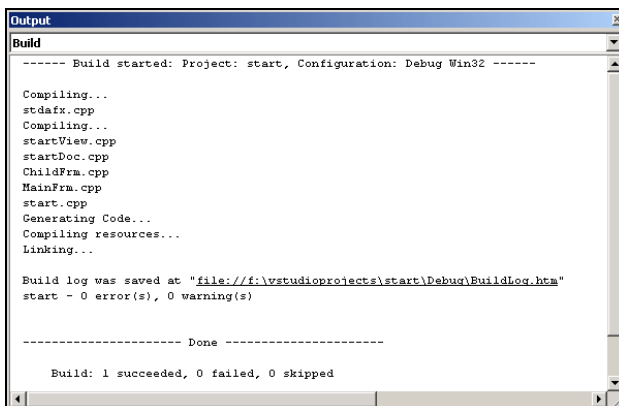 Output
Build
------ Build started: Project: start, Configuration: Debug Win32 ------
Compiling...
stdafx.cpp
Compiling...
startView.cpp
startDoc.cpp
ChildFrm.cpp
MainFrm.cpp
start.cpp
Generating Code...
Compiling resources...
Linking...
Build log was saved at "file://f:\vstudioprojects\start\Debug\BuildLog.htm"
start - 0 error(s), 0 warning(s)
---------------------- Done ----------------------
Build: 1 succeeded, 0 failed, 0 skipped